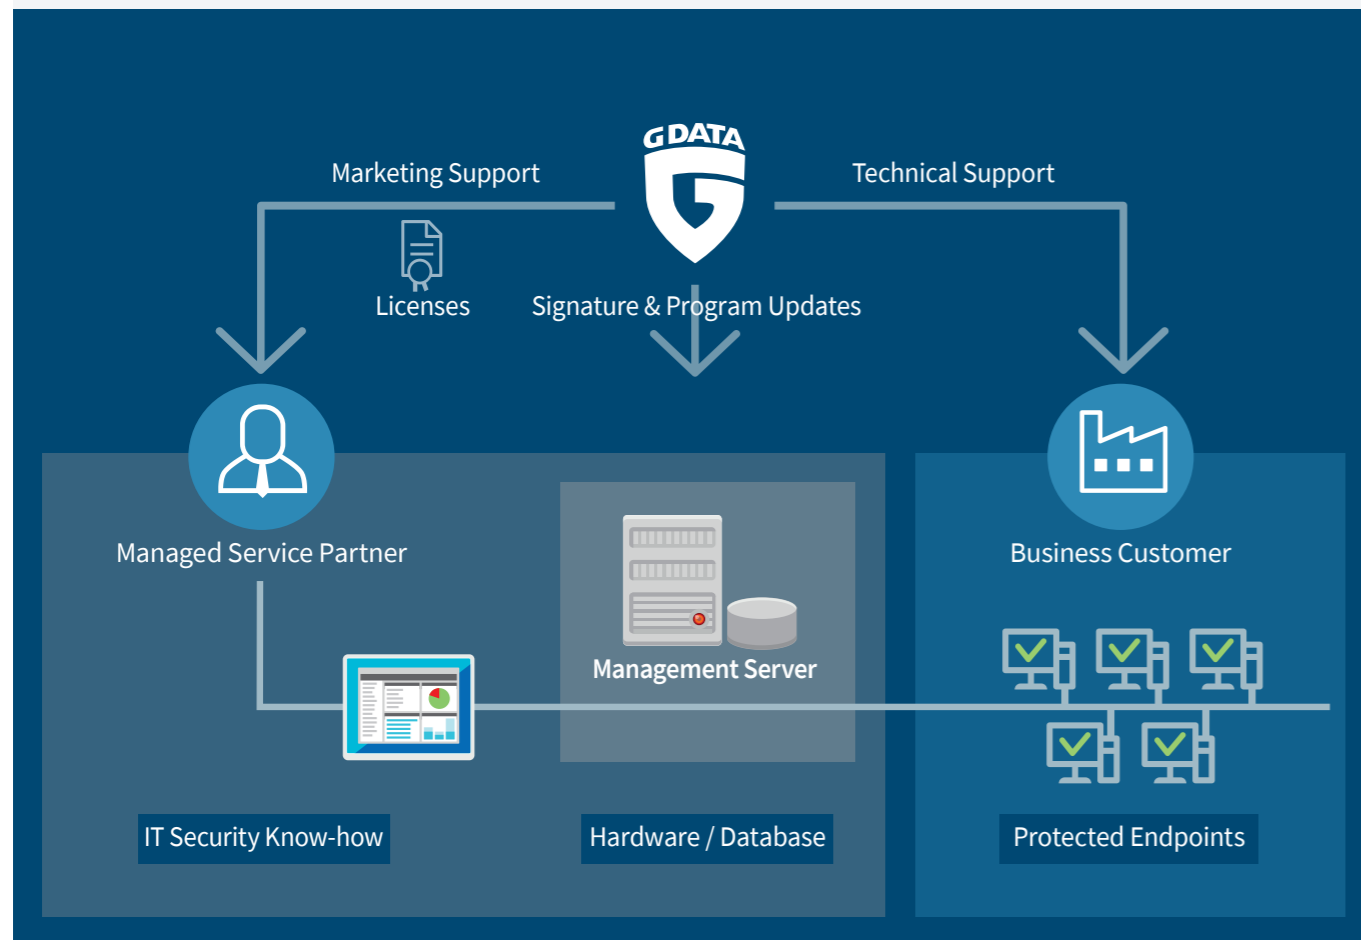 G DATA
Marketing Support
Technical Support
Licenses
Signature & Program Updates
Managed Service Partner
Business Customer
Management Server
IT Security Know-how
Hardware / Database
Protected Endpoints